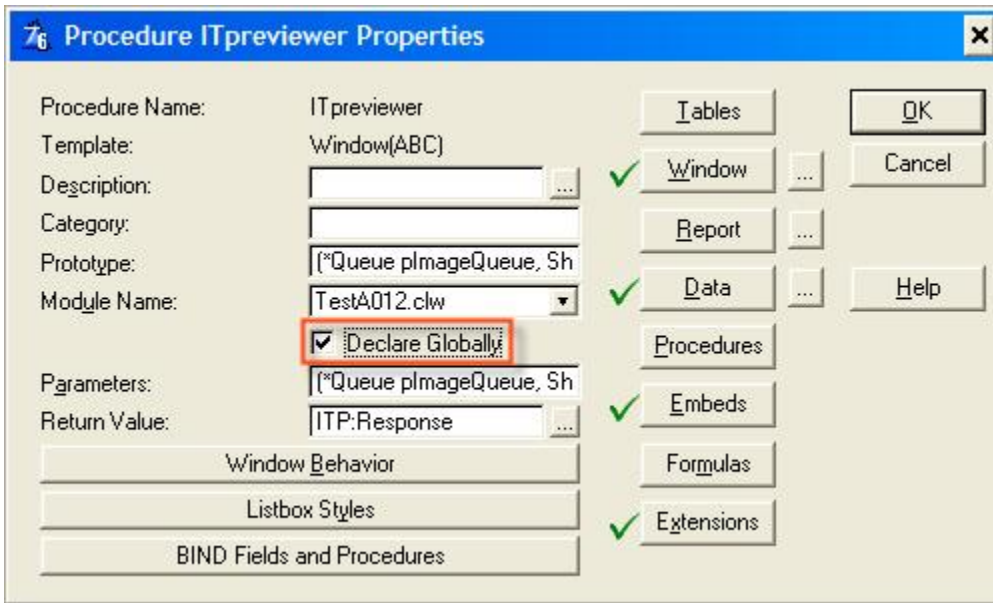 Procedure ITpreviewer Properties
Procedure Name: ITpreviewer
Template: Window(ABC)
Description: ...
Category:
Prototype: (*Queue pImageQueue, Sh
Module Name: TestA012.clw
Declare Globally
Parameters: (*Queue pImageQueue, Sh
Return Value: ITP:Response ...
Window Behavior
Listbox Styles
BIND Fields and Procedures
Tables
Window ...
Report ...
Data ...
Procedures
Embeds
Formulas
Extensions
OK
Cancel
Help